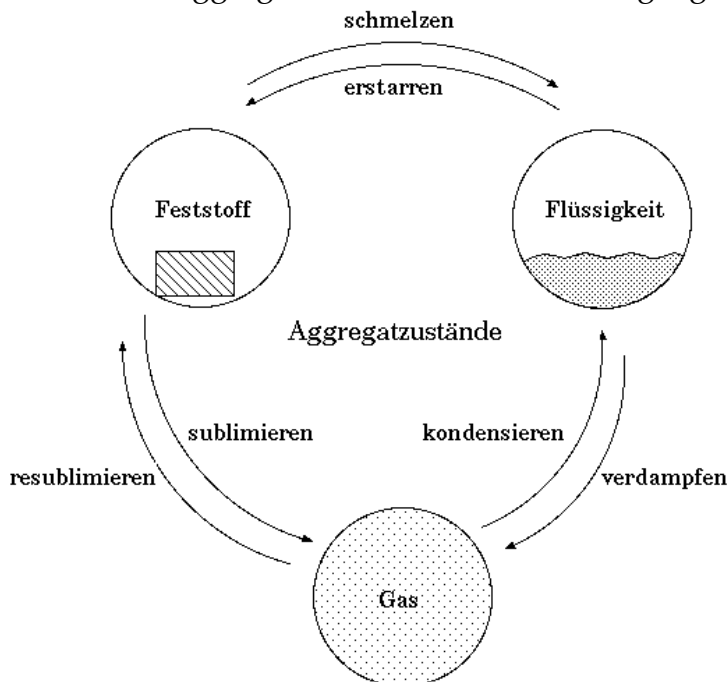 schmelzen
erstarren
Feststoff
Flüssigkeit
Aggregatzustände
sublimieren
kondensieren
resublimieren
verdampfen
Gas